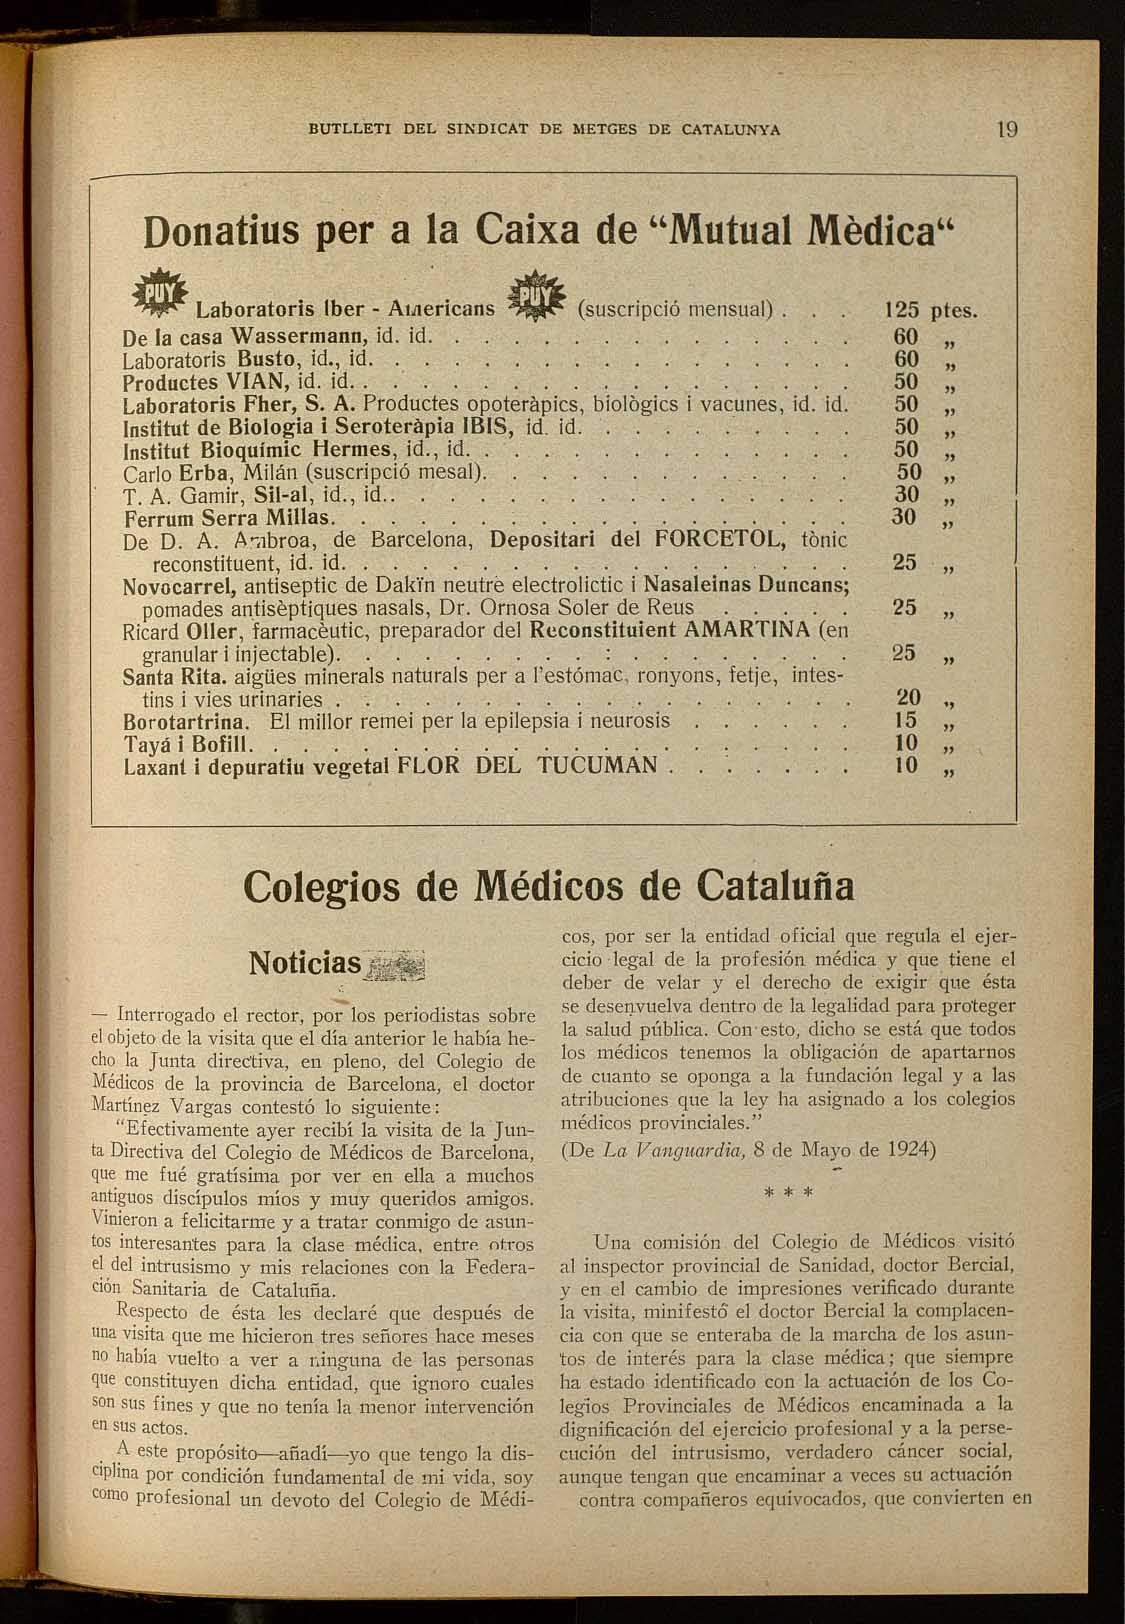 BUTLLETI DEL SINDICAT DE METGES DE CATALUNYA 19
Donatius per a la Caixa de “Mutual Mèdica“
PUY Laboratoris Iber - Americans PUY (suscripció mensual) . . . 125 ptes.
De la casa Wassermann, id. id. . . . . . . . . . . . . . . 60 „
Laboratoris Busto, id., id. . . . . . . . . . . . . . . . . 60 „
Productes VIAN, id. id. . . . . . . . . . . . . . . . . . 50 „
Laboratoris Fher, S. A. Productes opoteràpics, biològics i vacunes, id. id. 50 „
Institut de Biologia i Seroteràpia IBIS, id. id. . . . . . . . . . 50 „
Institut Bioquímic Hermes, id., id. . . . . . . . . . . . . . 50 „
Carlo Erba, Milán (suscripció mesal). . . . . . . . . . . . . 50 „
T. A. Gamir, Sil-al, id., id.. . . . . . . . . . . . . . . . . 30 „
Ferrum Serra Millas. . . . . . . . . . . . . . . . . . . 30 „
De D. A. Ambroa, de Barcelona, Depositari del FORCETOL, tònic
reconstituent, id. id. . . . . . . . . . . . . . . . . . 25 „
Novocarrel, antiseptic de Dakïn neutre electrolictic i Nasaleinas Duncans;
pomades antisèptiques nasals, Dr. Ornosa Soler de Reus . . . . . 25 „
Ricard Oller, farmacèutic, preparador del Reconstituient AMARTINA (en
granular i injectable). . . . . . . . . . . . . . . . . . 25 „
Santa Rita. aigües minerals naturals per a l'estómac, ronyons, fetje, intes-
tins i vies urinaries . . . . . . . . . . . . . . . . . . 20 „
Borotartrina. El millor remei per la epilepsia i neurosis . . . . . . 15 „
Tayá i Bofill. . . . . . . . . . . . . . . . . . . . . 10 „
Laxant i depuratiu vegetal FLOR DEL TUCUMAN . . . . . . . 10 „
Colegios de Médicos de Cataluña
Noticias
— Interrogado el rector, por los periodistas sobre
el objeto de la visita que el día anterior le había he-
cho la Junta directiva, en pleno, del Colegio de
Médicos de la provincia de Barcelona, el doctor
Martínez Vargas contestó lo siguiente:
“Efectivamente ayer recibí la visita de la Jun-
ta Directiva del Colegio de Médicos de Barcelona,
que me fué gratísima por ver en ella a muchos
antiguos discípulos míos y muy queridos amigos.
Vinieron a felicitarme y a tratar conmigo de asun-
tos interesantes para la clase médica, entre otros
el del intrusismo y mis relaciones con la Federa-
ción Sanitaria de Cataluña.
Respecto de ésta les declaré que después de
una visita que me hicieron tres señores hace meses
no había vuelto a ver a ninguna de las personas
que constituyen dicha entidad, que ignoro cuales
son sus fines y que no tenía la menor intervención
en sus actos.
A este propósito—añadí—yo que tengo la dis-
ciplina por condición fundamental de mi vida, soy
como profesional un devoto del Colegio de Médi-
cos, por ser la entidad oficial que regula el ejer-
cicio legal de la profesión médica y que tiene el
deber de velar y el derecho de exigir que ésta
se desenvuelva dentro de la legalidad para proteger
la salud pública. Con esto, dicho se está que todos
los médicos tenemos la obligación de apartarnos
de cuanto se oponga a la fundación legal y a las
atribuciones que la ley ha asignado a los colegios
médicos provinciales.”
(De La Vanguardia, 8 de Mayo de 1924)
* * *
Una comisión del Colegio de Médicos visitó
al inspector provincial de Sanidad, doctor Bercial,
y en el cambio de impresiones verificado durante
la visita, minifestó el doctor Bercial la complacen-
cia con que se enteraba de la marcha de los asun-
tos de interés para la clase médica; que siempre
ha estado identificado con la actuación de los Co-
legios Provinciales de Médicos encaminada a la
dignificación del ejercicio profesional y a la perse-
cución del intrusismo, verdadero cáncer social,
aunque tengan que encaminar a veces su actuación
contra compañeros equivocados, que convierten en